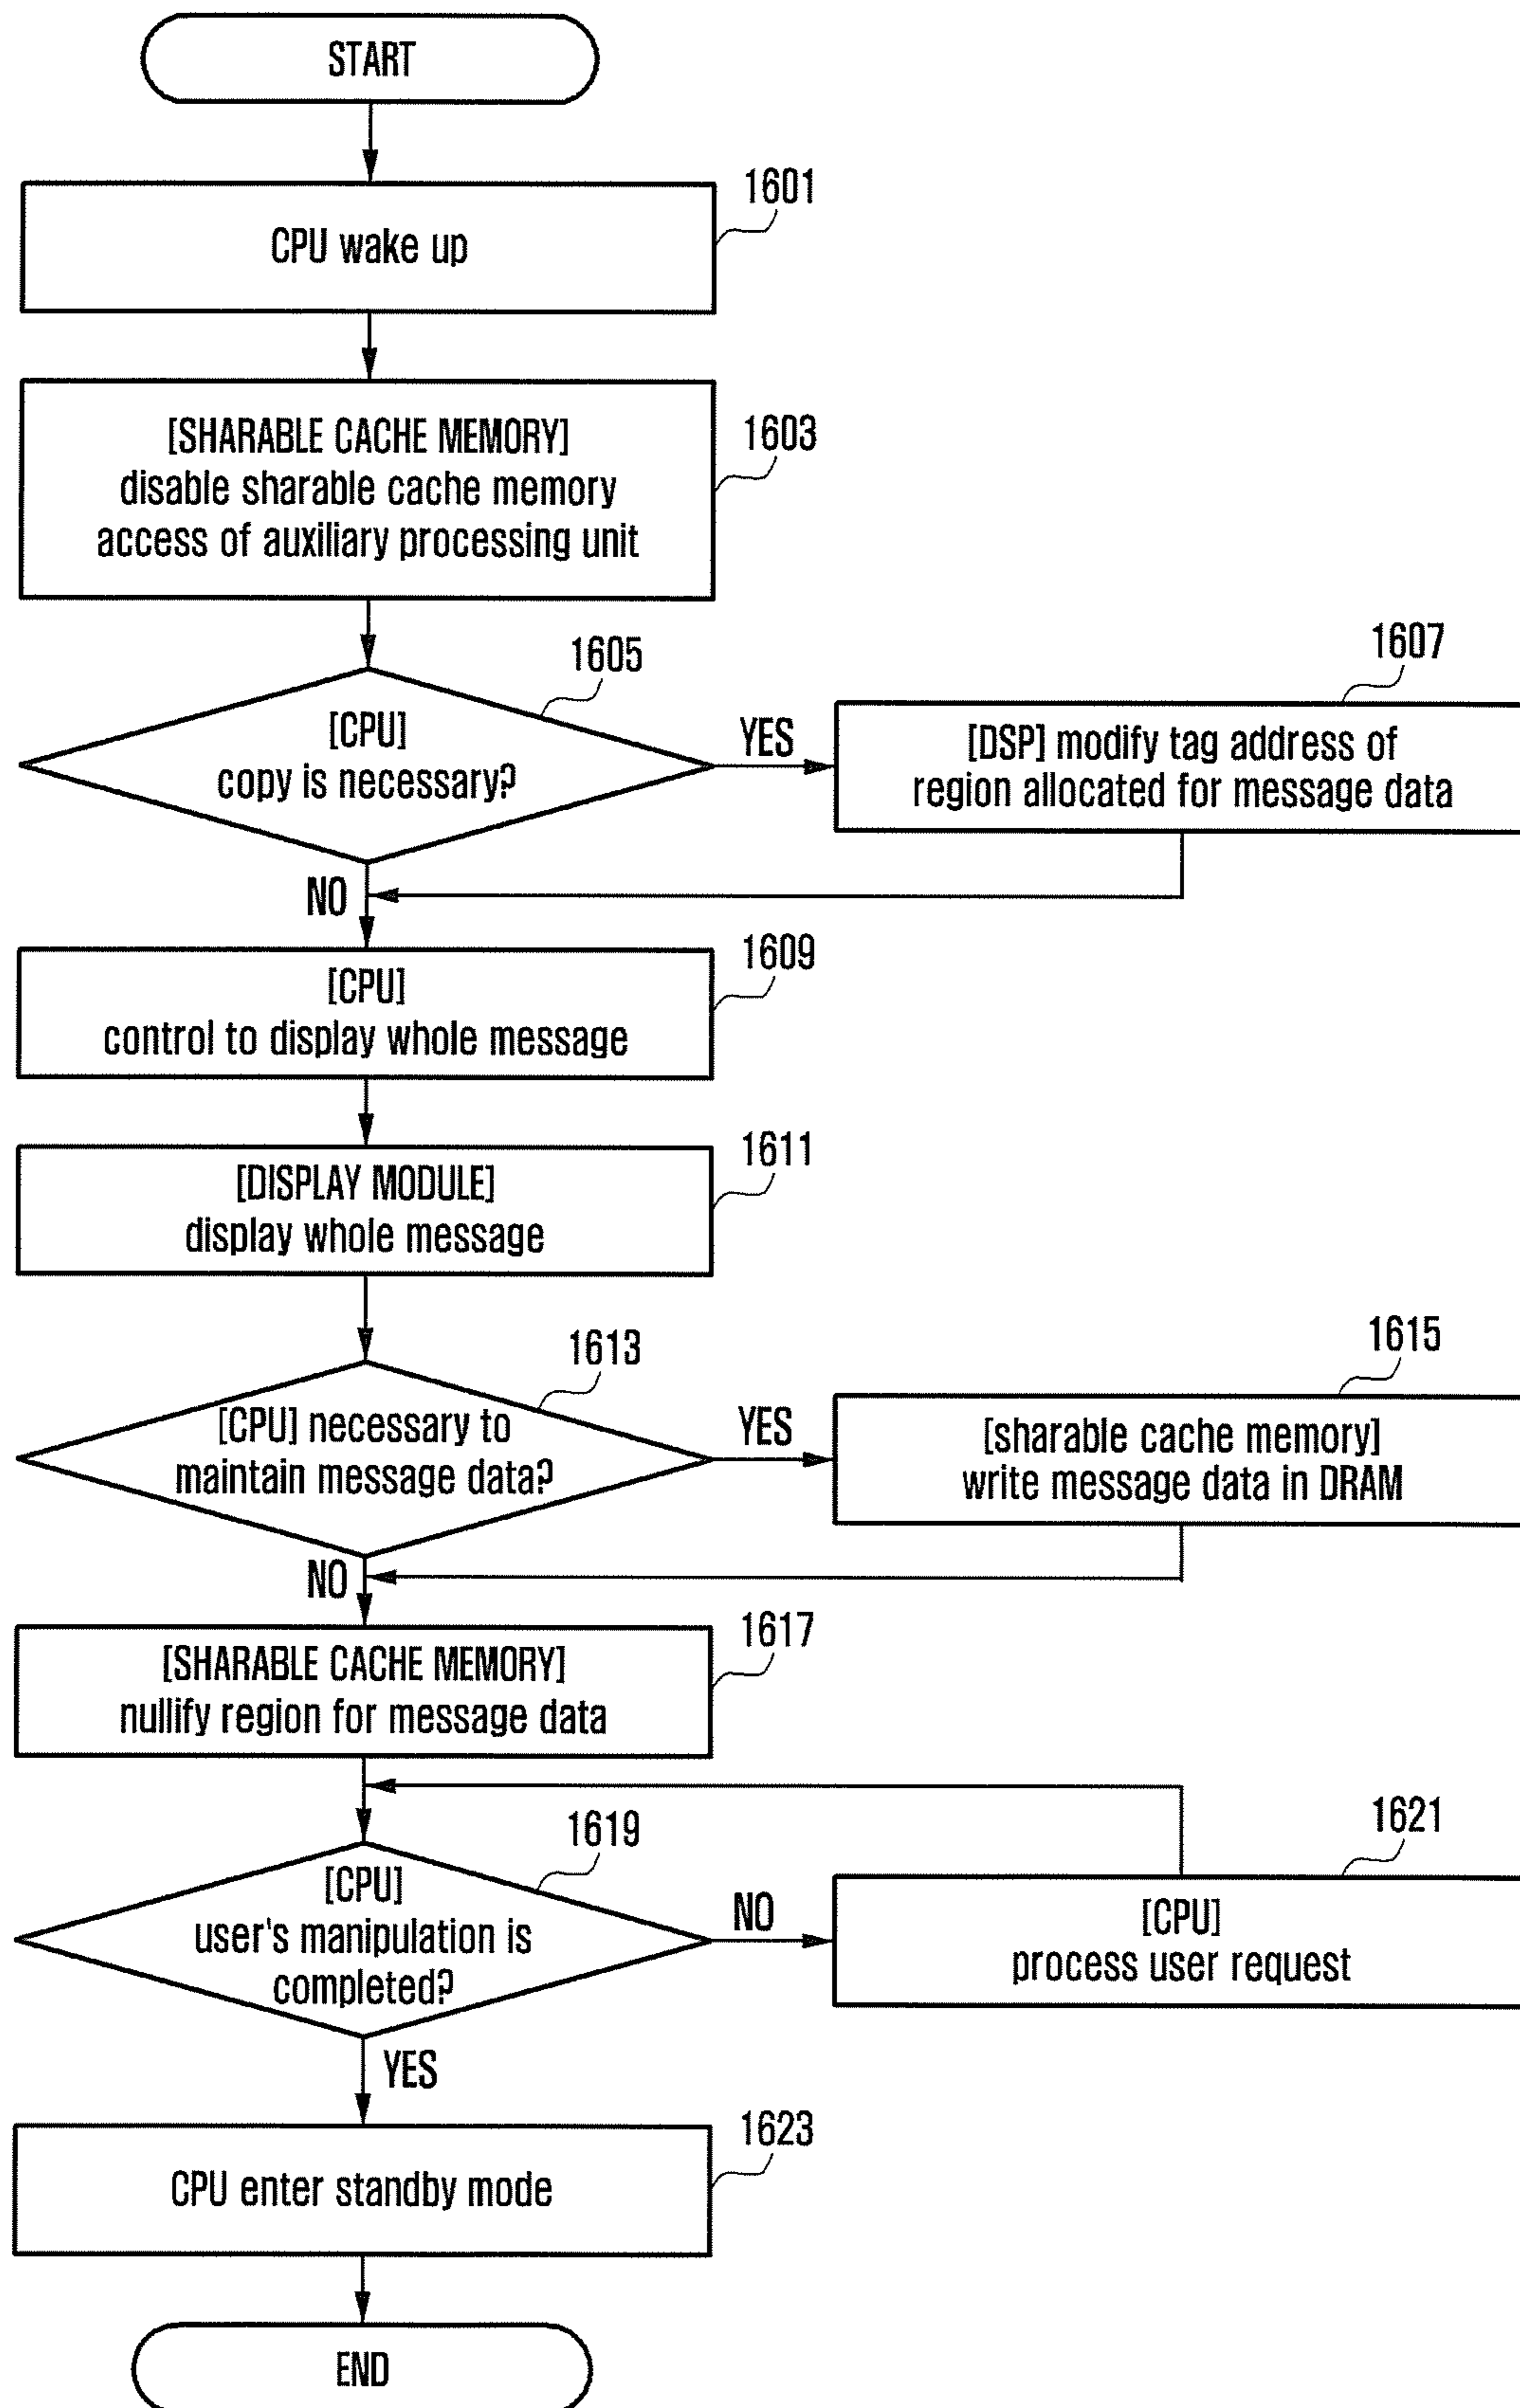 START
1601
CPU wake up
1603
[SHARABLE CACHE MEMORY]
disable sharable cache memory
access of auxiliary processing unit
1605
[CPU]
copy is necessary?
YES
1607
[DSP] modify tag address of
region allocated for message data
NO
1609
[CPU]
control to display whole message
1611
[DISPLAY MODULE]
display whole message
1613
[CPU] necessary to
maintain message data?
YES
1615
[sharable cache memory]
write message data in DRAM
NO
1617
[SHARABLE CACHE MEMORY]
nullify region for message data
1619
[CPU]
user's manipulation is
completed?
NO
1621
[CPU]
process user request
YES
1623
CPU enter standby mode
END